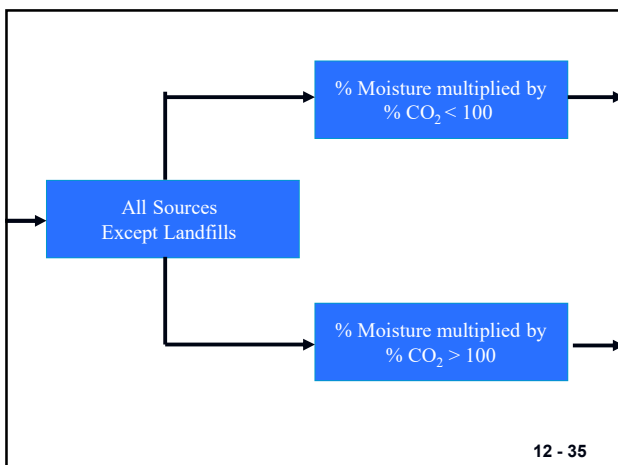 % Moisture multiplied by
% CO₂ < 100
All Sources
Except Landfills
% Moisture multiplied by
% CO₂ > 100
12 - 35